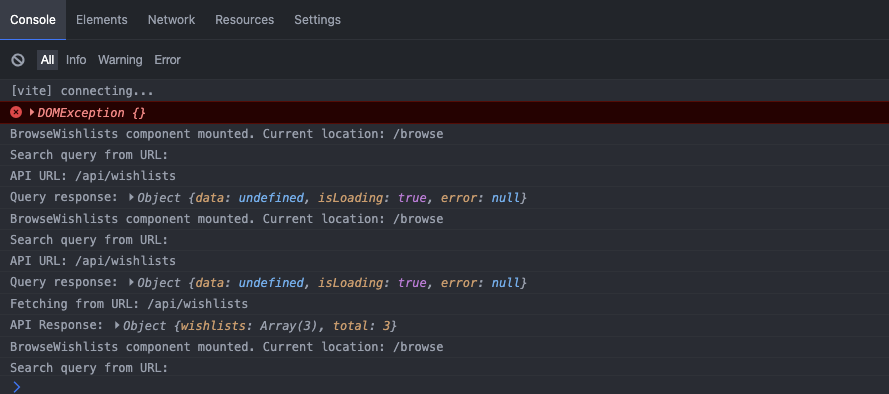 Console Elements Network Resources Settings
All Info Warning Error
[vite] connecting...
DOMException {}
BrowseWishlists component mounted. Current location: /browse
Search query from URL:
API URL: /api/wishlists
Query response: Object {data: undefined, isLoading: true, error: null}
BrowseWishlists component mounted. Current location: /browse
Search query from URL:
API URL: /api/wishlists
Query response: Object {data: undefined, isLoading: true, error: null}
Fetching from URL: /api/wishlists
API Response: Object {wishlists: Array(3), total: 3}
BrowseWishlists component mounted. Current location: /browse
Search query from URL: